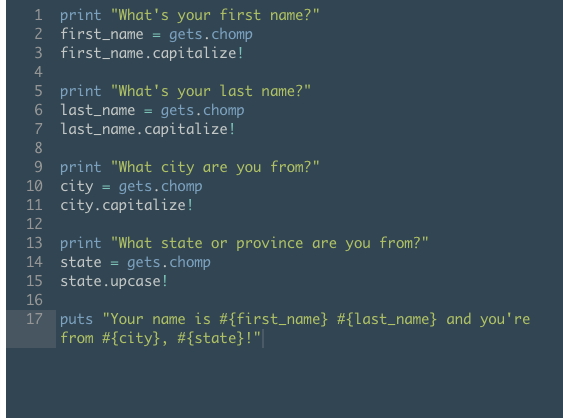 1 print "What's your first name?"
2 first_name = gets.chomp
3 first_name.capitalize!
4
5 print "What's your last name?"
6 last_name = gets.chomp
7 last_name.capitalize!
8
9 print "What city are you from?"
10 city = gets.chomp
11 city.capitalize!
12
13 print "What state or province are you from?"
14 state = gets.chomp
15 state.upcase!
16
17 puts "Your name is #{first_name} #{last_name} and you're
from #{city}, #{state}!"